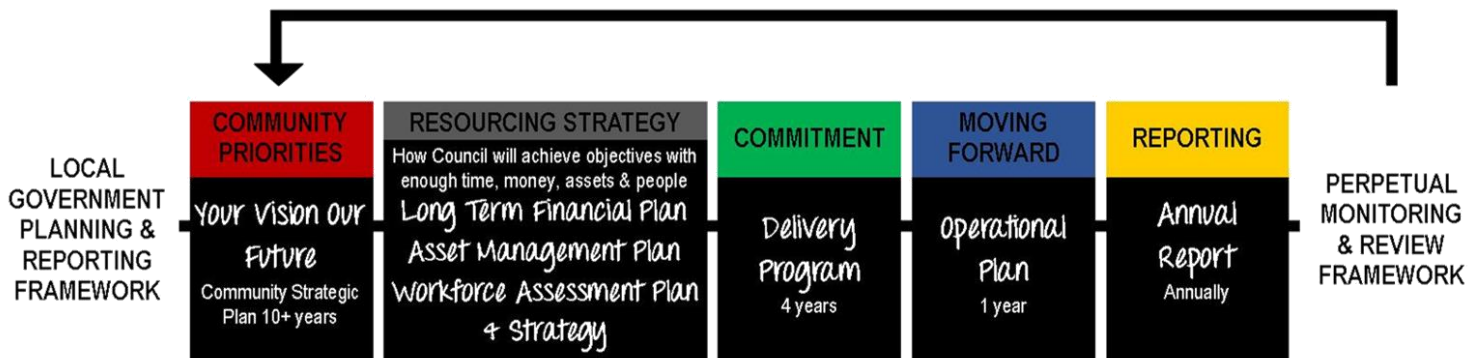 LOCAL
GOVERNMENT
PLANNING &
REPORTING
FRAMEWORK
COMMUNITY
PRIORITIES
Your Vision Our
Future
Community Strategic
Plan 10+ years
RESOURCING STRATEGY
How Council will achieve objectives with
enough time, money, assets & people
Long Term Financial Plan
Asset Management Plan
Workforce Assessment Plan
& Strategy
COMMITMENT
Delivery
Program
4 years
MOVING
FORWARD
Operational
Plan
1 year
REPORTING
Annual
Report
Annually
PERPETUAL
MONITORING
& REVIEW
FRAMEWORK